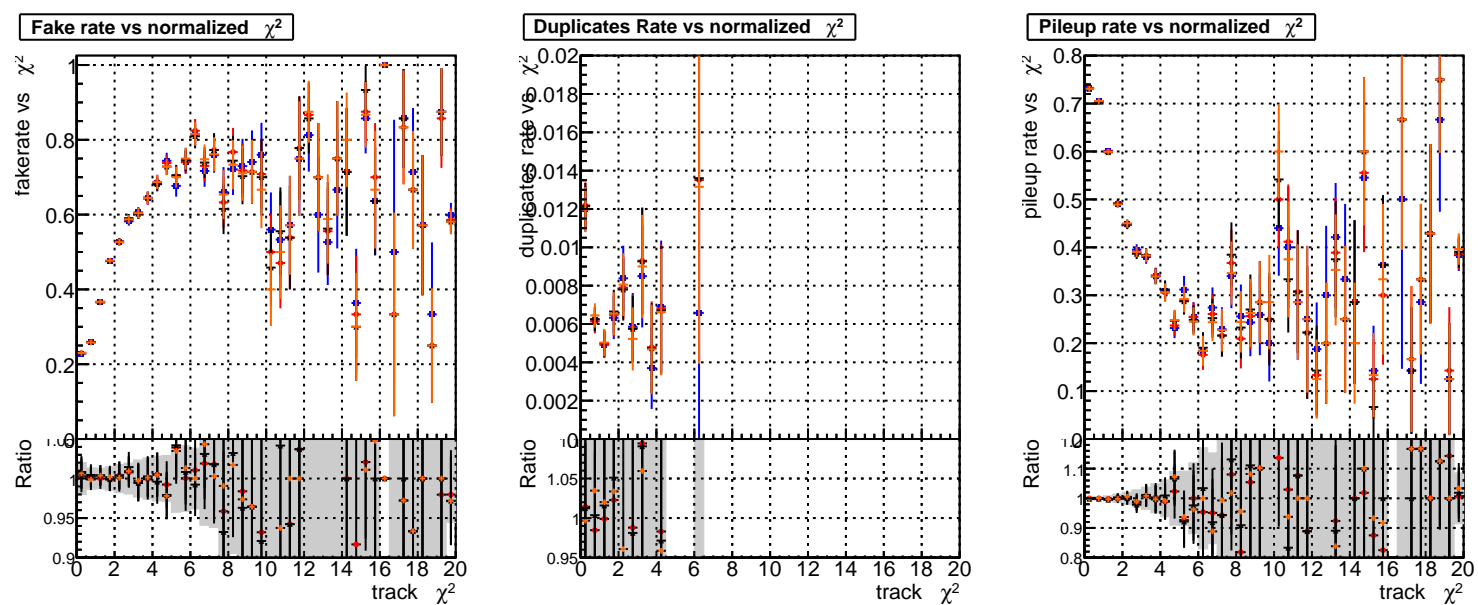 Fake rate vs normalized χ²
fakerate vs χ²
1
0.8
0.6
0.4
0.2
Ratio
1.00
0.95
0.9
0 2 4 6 8 10 12 14 16 18 20
track χ²
Duplicates Rate vs normalized χ²
duplicates rate vs χ²
0.02
0.018
0.016
0.014
0.012
0.01
0.008
0.006
0.004
0.002
0
Ratio
1.05
0.95
0 2 4 6 8 10 12 14 16 18 20
track χ²
Pileup rate vs normalized χ²
pileup rate vs χ²
0.8
0.7
0.6
0.5
0.4
0.3
0.2
0.1
Ratio
1.1
1.0
0.9
0.8
0 2 4 6 8 10 12 14 16 18 20
track χ²